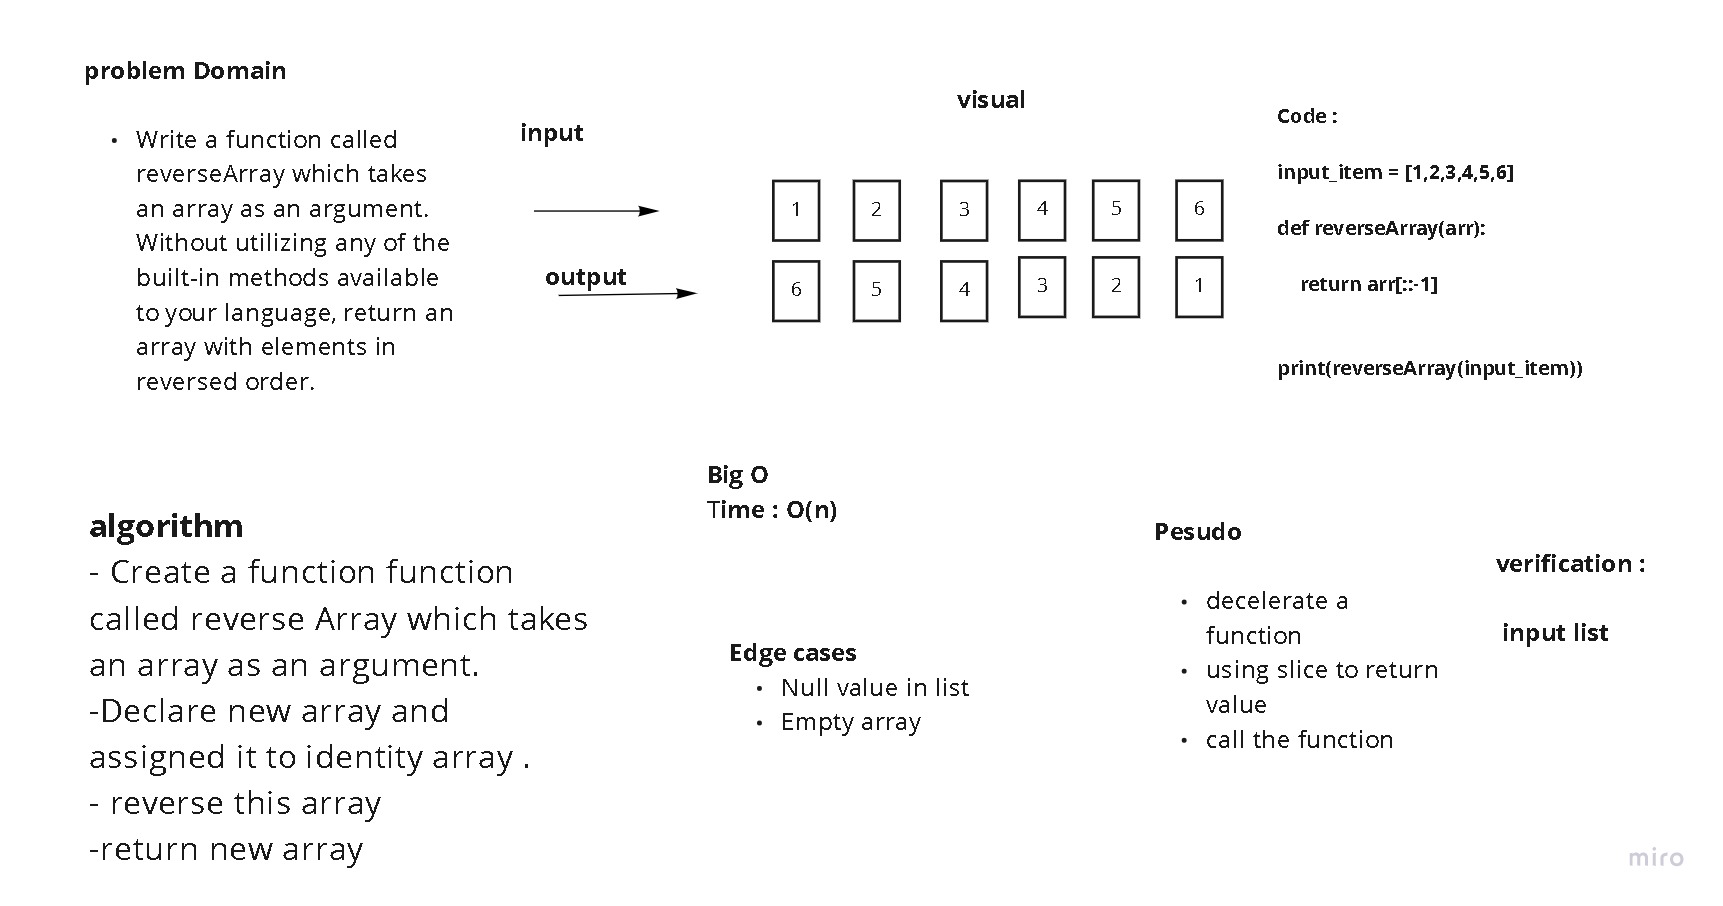 problem Domain
• Write a function called
reverseArray which takes
an array as an argument.
Without utilizing any of the
built-in methods available
to your language, return an
array with elements in
reversed order.
input
output
visual
1 2 3 4 5 6
6 5 4 3 2 1
Code :
input_item = [1,2,3,4,5,6]
def reverseArray(arr):
return arr[::-1]
print(reverseArray(input_item))
algorithm
- Create a function function
called reverse Array which takes
an array as an argument.
-Declare new array and
assigned it to identity array .
- reverse this array
-return new array
Big O
Time : O(n)
Edge cases
• Null value in list
• Empty array
Pesudo
• decelerate a
function
• using slice to return
value
• call the function
verification :
input list
miro